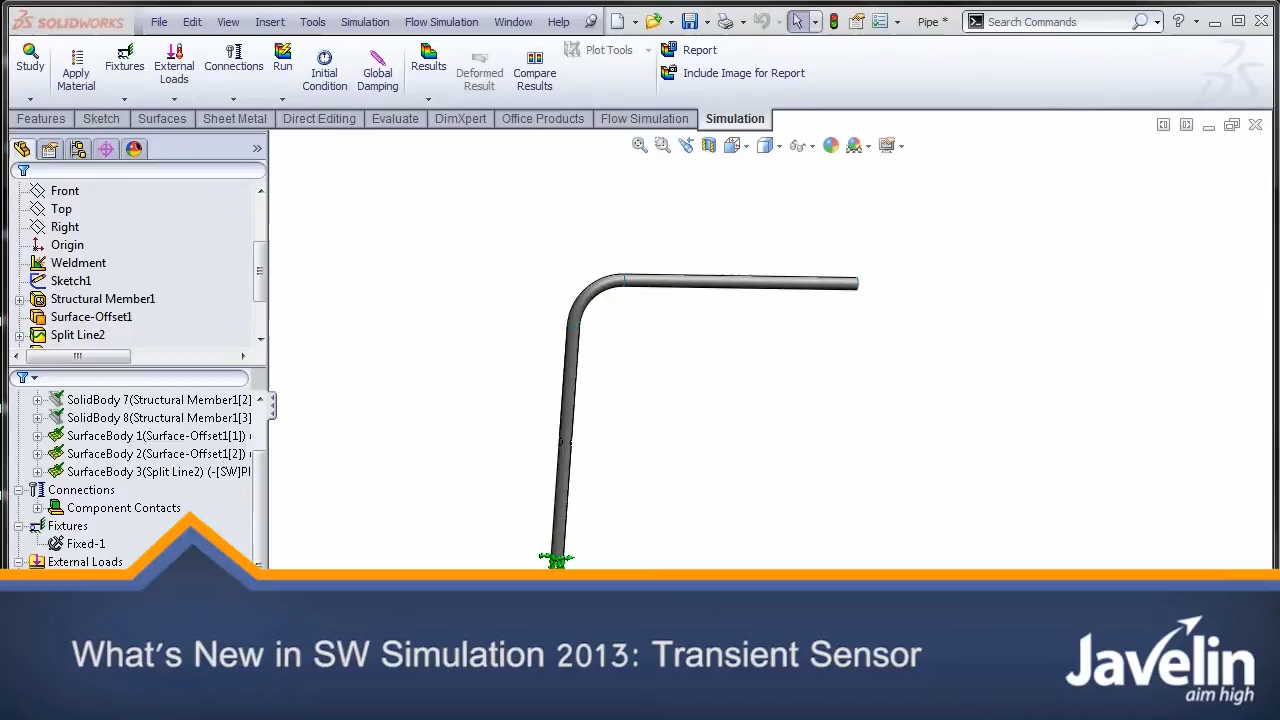 SOLIDWORKS File Edit View Insert Tools Simulation Flow Simulation Window Help Pipe * Search Commands
Study Apply Material Fixtures External Loads Connections Run Initial Condition Global Damping Results Deformed Result Compare Results Plot Tools Report
Include Image for Report
Features Sketch Surfaces Sheet Metal Direct Editing Evaluate DimXpert Office Products Flow Simulation Simulation
Front
Top
Right
Origin
Weldment
Sketch1
Structural Member1
Surface-Offset1
Split Line2
SolidBody 7(Structural Member1[2]
SolidBody 8(Structural Member1[3]
SurfaceBody 1(Surface-Offset1[1])
SurfaceBody 2(Surface-Offset1[2])
SurfaceBody 3(Split Line2) (-[SW]Pl
Connections
Component Contacts
Fixtures
Fixed-1
External Loads
What's New in SW Simulation 2013: Transient Sensor
Javelin
aim high